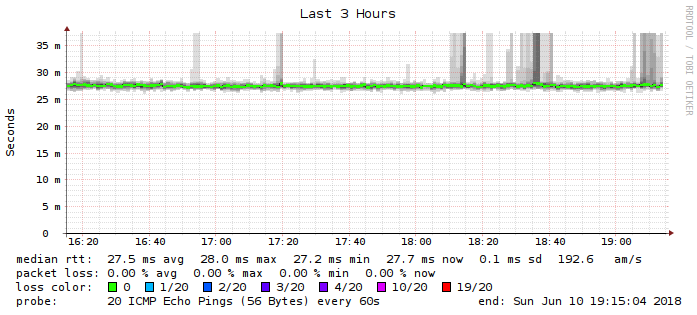 Last 3 Hours
RRDTOOL / TOBI OETIKER
Seconds
35 m
30 m
25 m
20 m
15 m
10 m
5 m
0
16:20 16:40 17:00 17:20 17:40 18:00 18:20 18:40 19:00
median rtt: 27.5 ms avg 28.0 ms max 27.2 ms min 27.7 ms now 0.1 ms sd 192.6 am/s
packet loss: 0.00 % avg 0.00 % max 0.00 % min 0.00 % now
loss color: 0 1/20 2/20 3/20 4/20 10/20 19/20
probe: 20 ICMP Echo Pings (56 Bytes) every 60s end: Sun Jun 10 19:15:04 2018